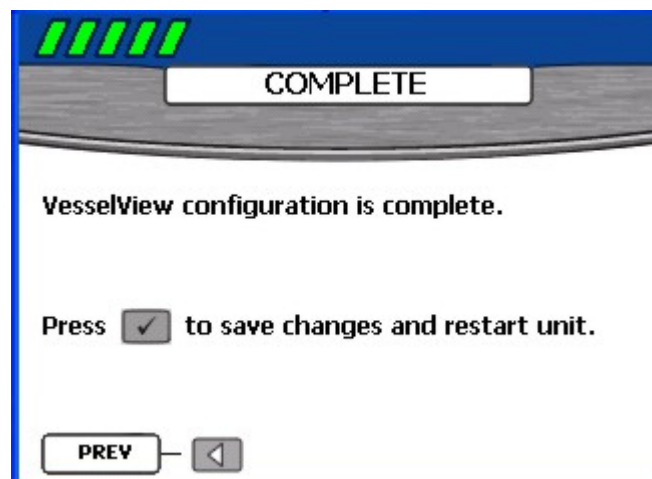 COMPLETE
VesselView configuration is complete.
Press ✓ to save changes and restart unit.
PREV